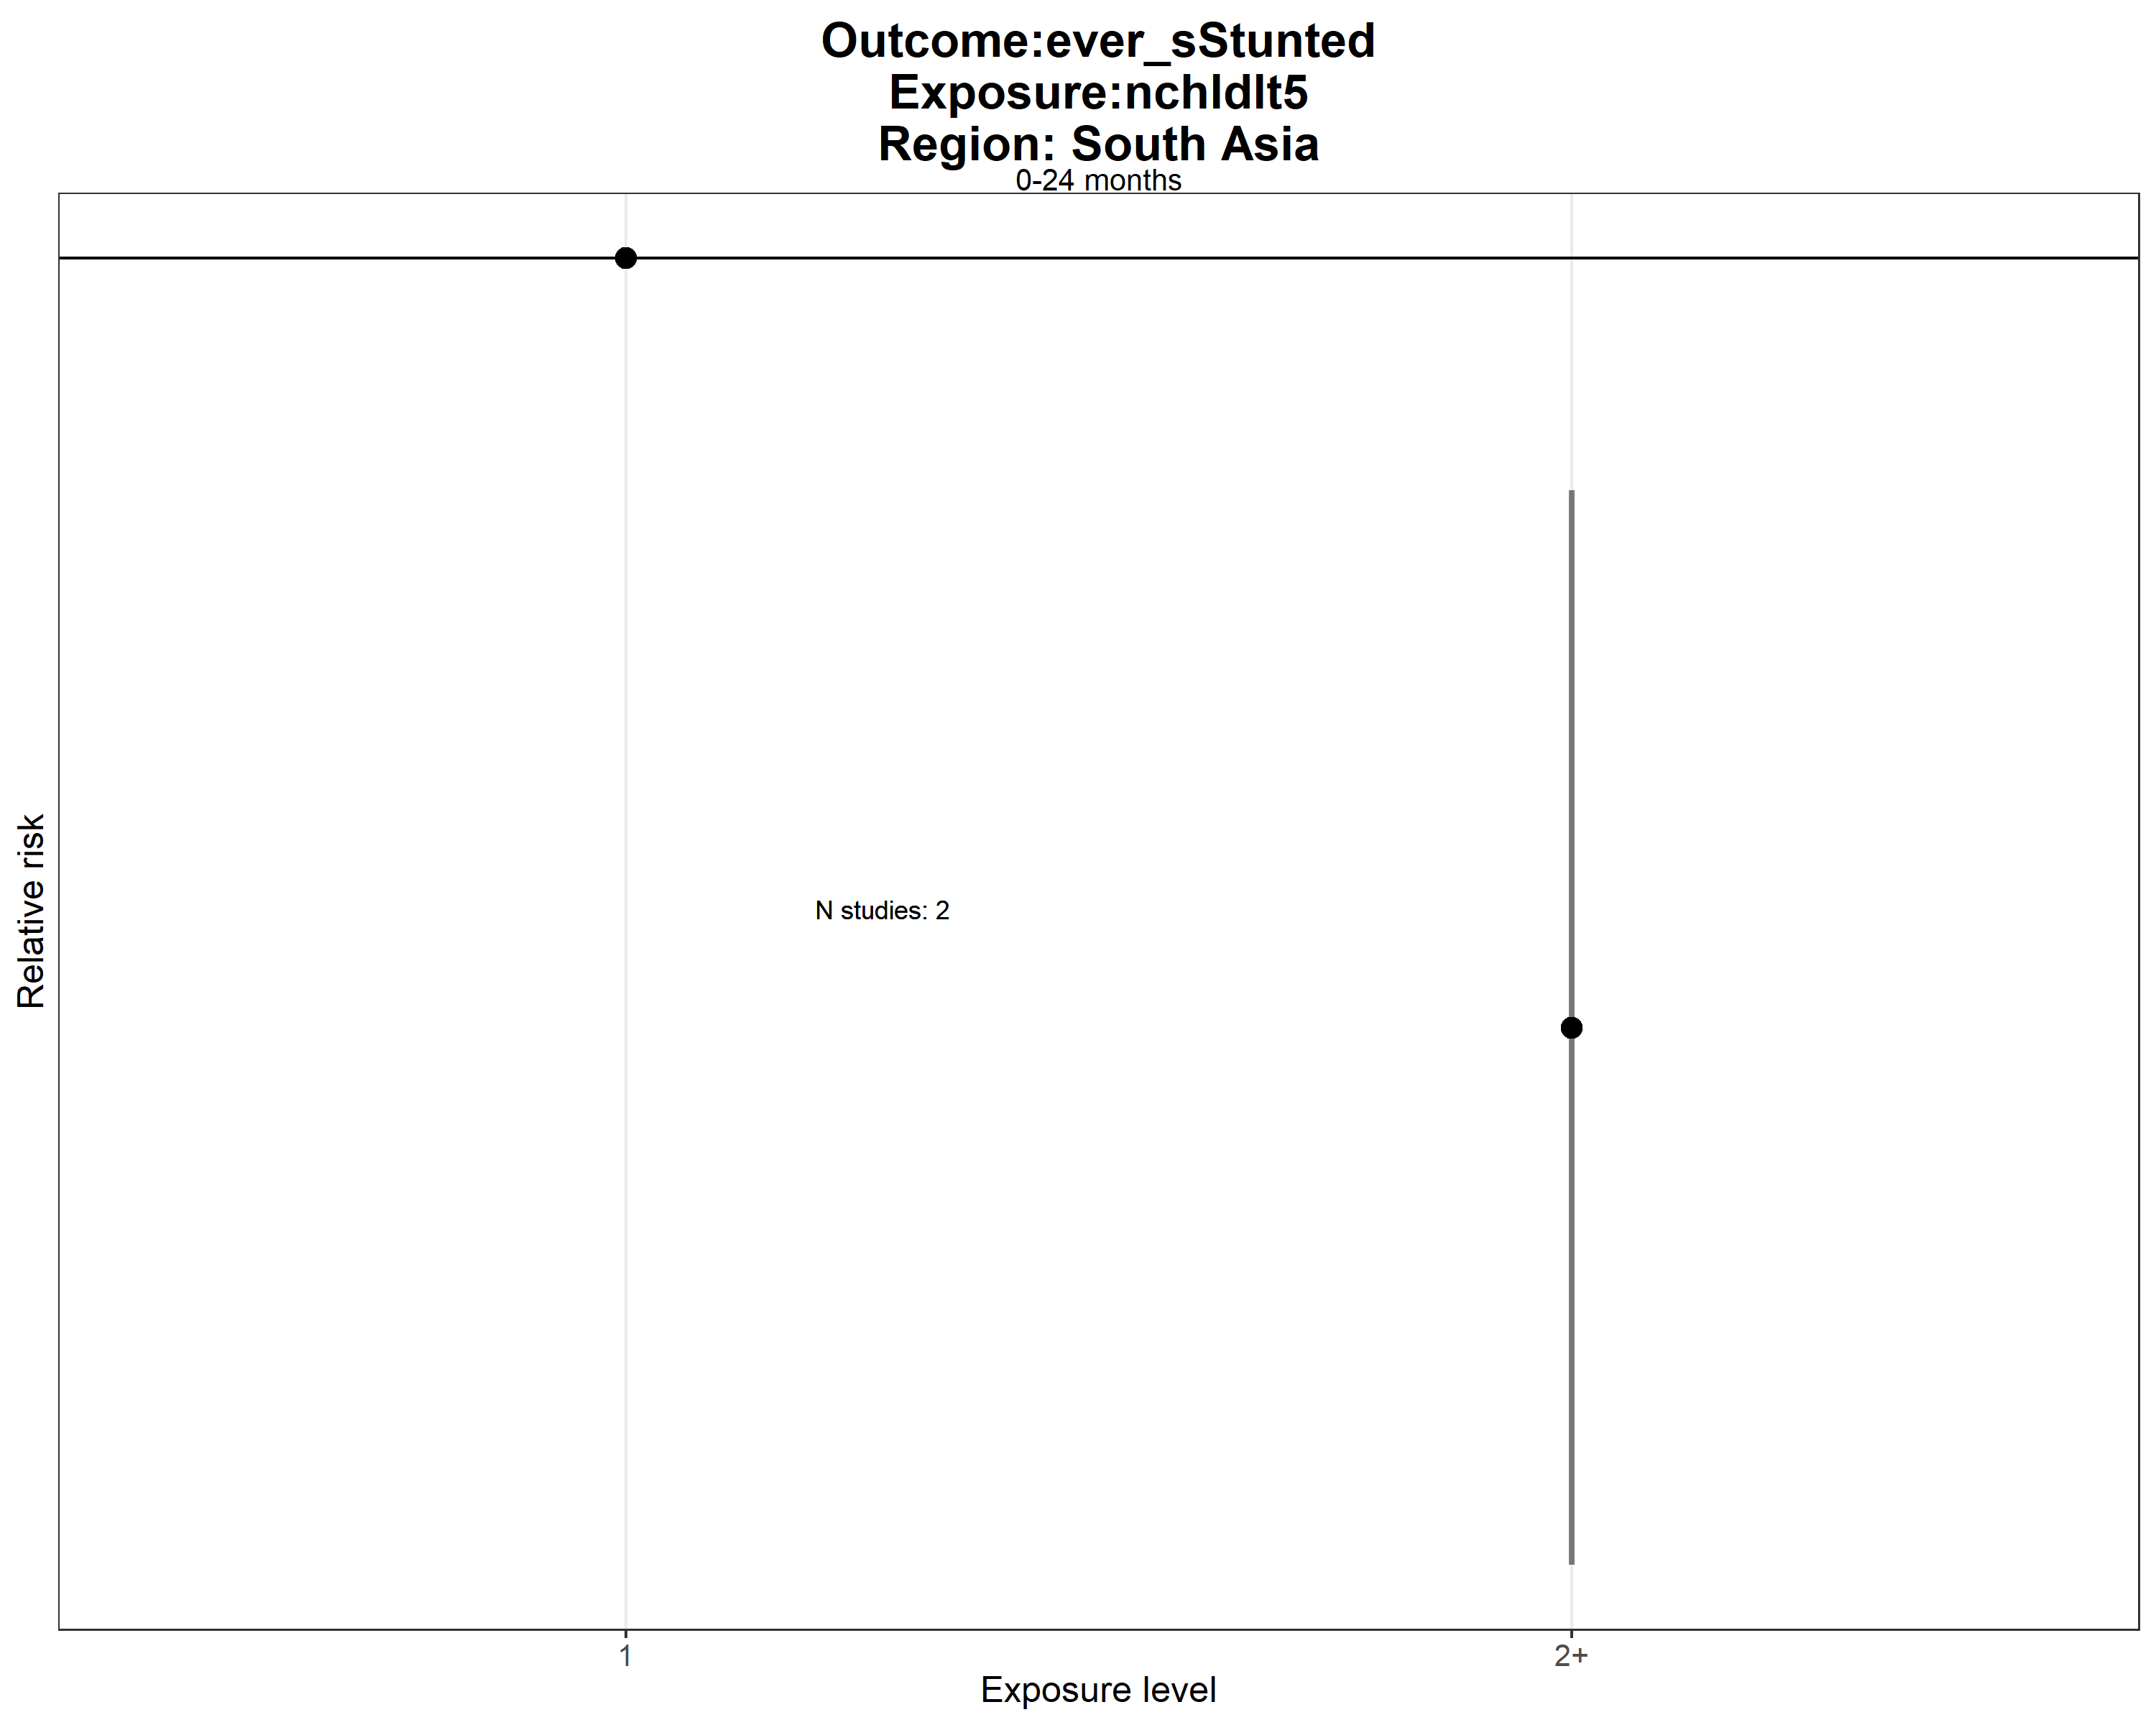 Outcome:ever_sStunted
Exposure:nchldlt5
Region: South Asia
0-24 months
Relative risk
N studies: 2
1
2+
Exposure level